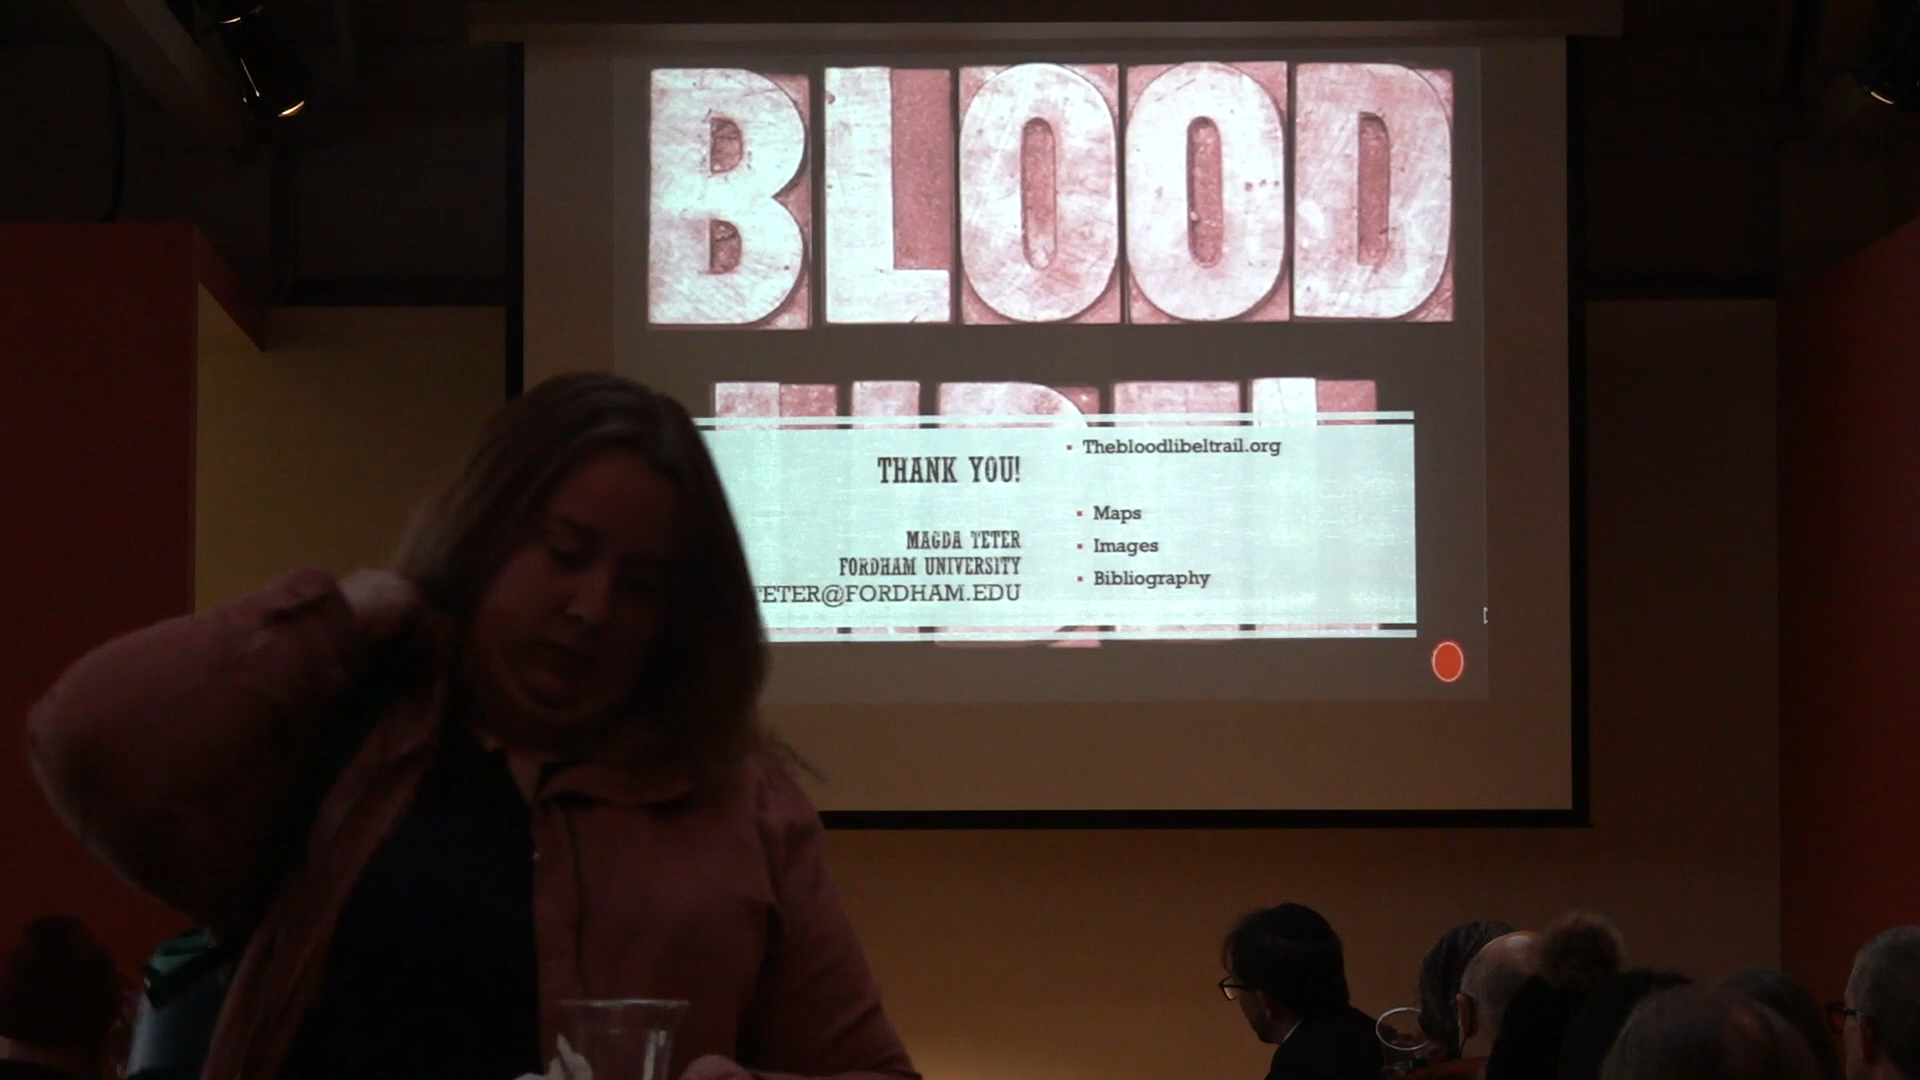 BLOOD
THANK YOU!
MAGDA TETER
FORDHAM UNIVERSITY
TETER@FORDHAM.EDU
Thebloodlibeltrail.org
Maps
Images
Bibliography